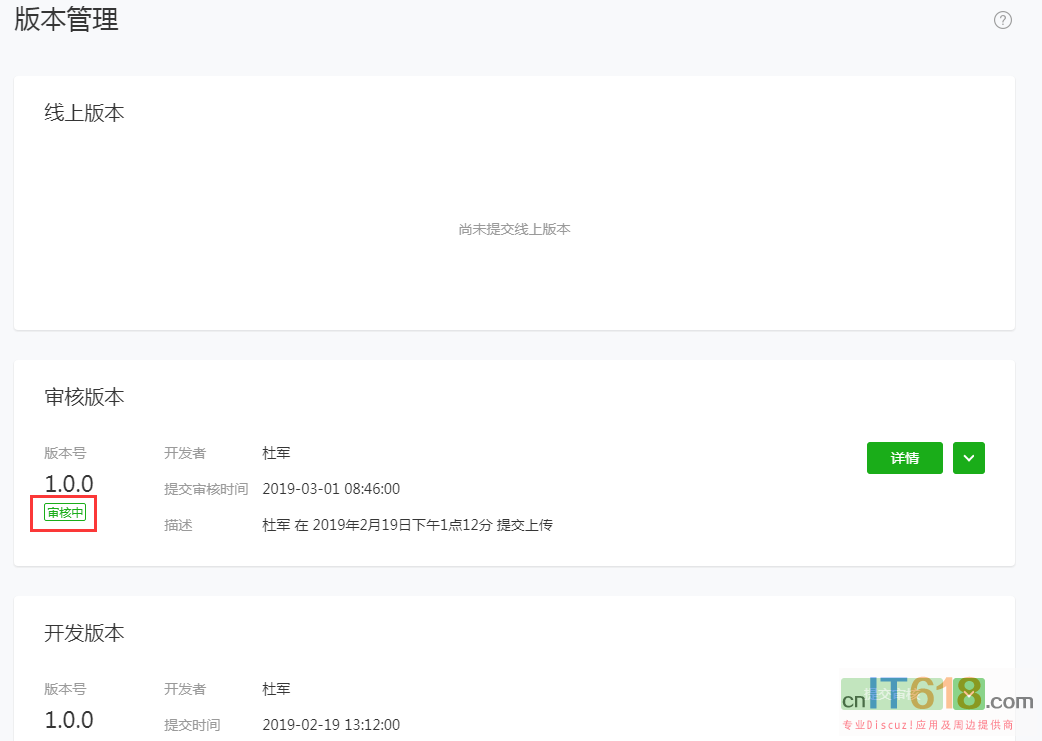 版本管理
?
线上版本
尚未提交线上版本
审核版本
版本号
1.0.0
审核中
开发者 杜军
提交审核时间 2019-03-01 08:46:00
描述 杜军 在 2019年2月19日下午1点12分 提交上传
详情
开发版本
版本号
1.0.0
开发者 杜军
提交时间 2019-02-19 13:12:00
提交审核
cnIT618.com
专业Discuz!应用及周边提供商